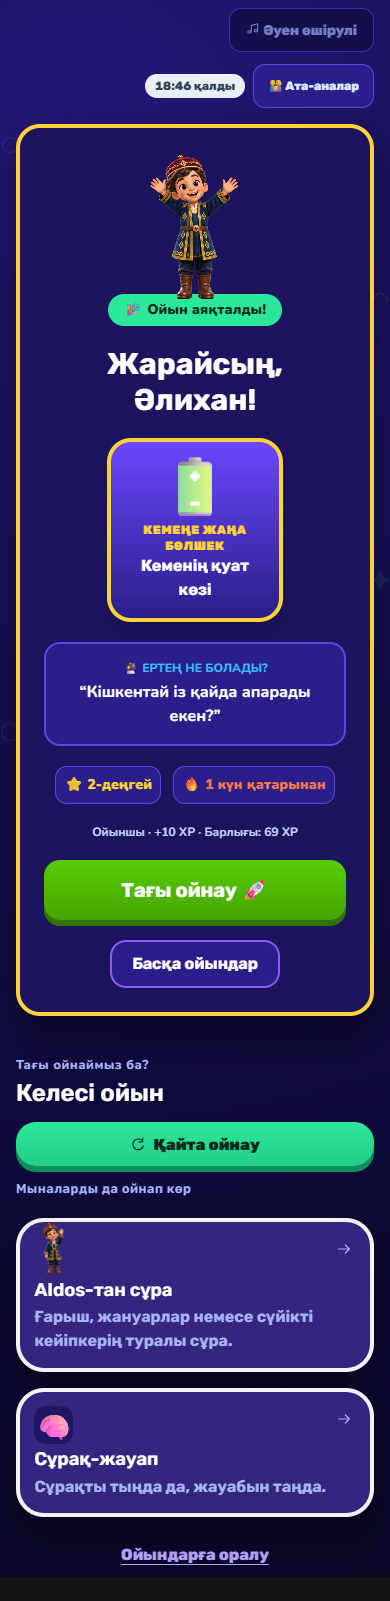 Әуен өшірулі
18:46 қалды
Ата-аналар
Ойын аяқталды!
Жарайсың,
Әлихан!
КЕМЕҢЕ ЖАҢА
БӨЛШЕК
Кеменің қуат
көзі
ЕРТЕҢ НЕ БОЛАДЫ?
“Кішкентай із қайда апарады
екен?”
2-деңгей
1 күн қатарынан
Ойыншы · +10 XP · Барлығы: 69 XP
Тағы ойнау
Басқа ойындар
Тағы ойнаймыз ба?
Келесі ойын
Қайта ойнау
Мыналарды да ойнап көр
Aldos-тан сұра
Ғарыш, жануарлар немесе сүйікті
кейіпкерің туралы сұра.
Сұрақ-жауап
Сұрақты тыңда да, жауабын таңда.
Ойындарға оралу